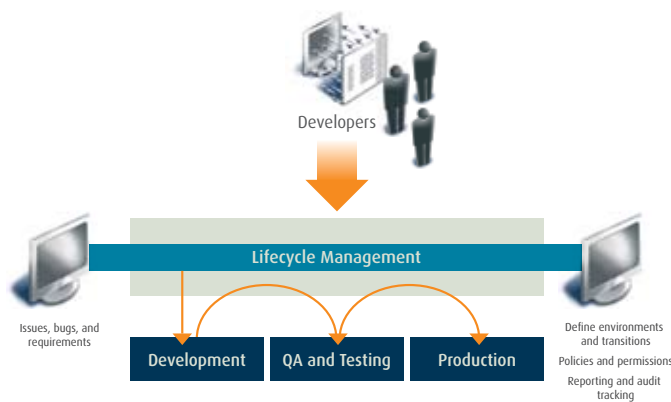 Developers
Lifecycle Management
Issues, bugs, and
requirements
Development
QA and Testing
Production
Define environments
and transitions
Policies and permissions
Reporting and audit
tracking